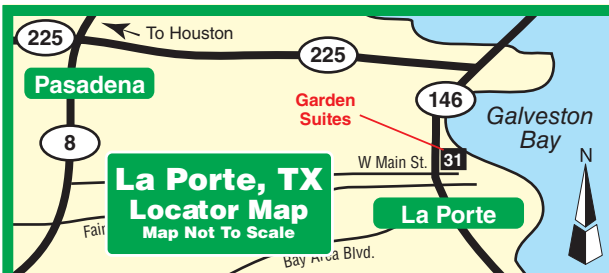 225
To Houston
225
Pasadena
Garden
Suites
146
Galveston
Bay
8
W Main St.
31
N
La Porte, TX
Locator Map
Map Not To Scale
La Porte
Bay Area Blvd.